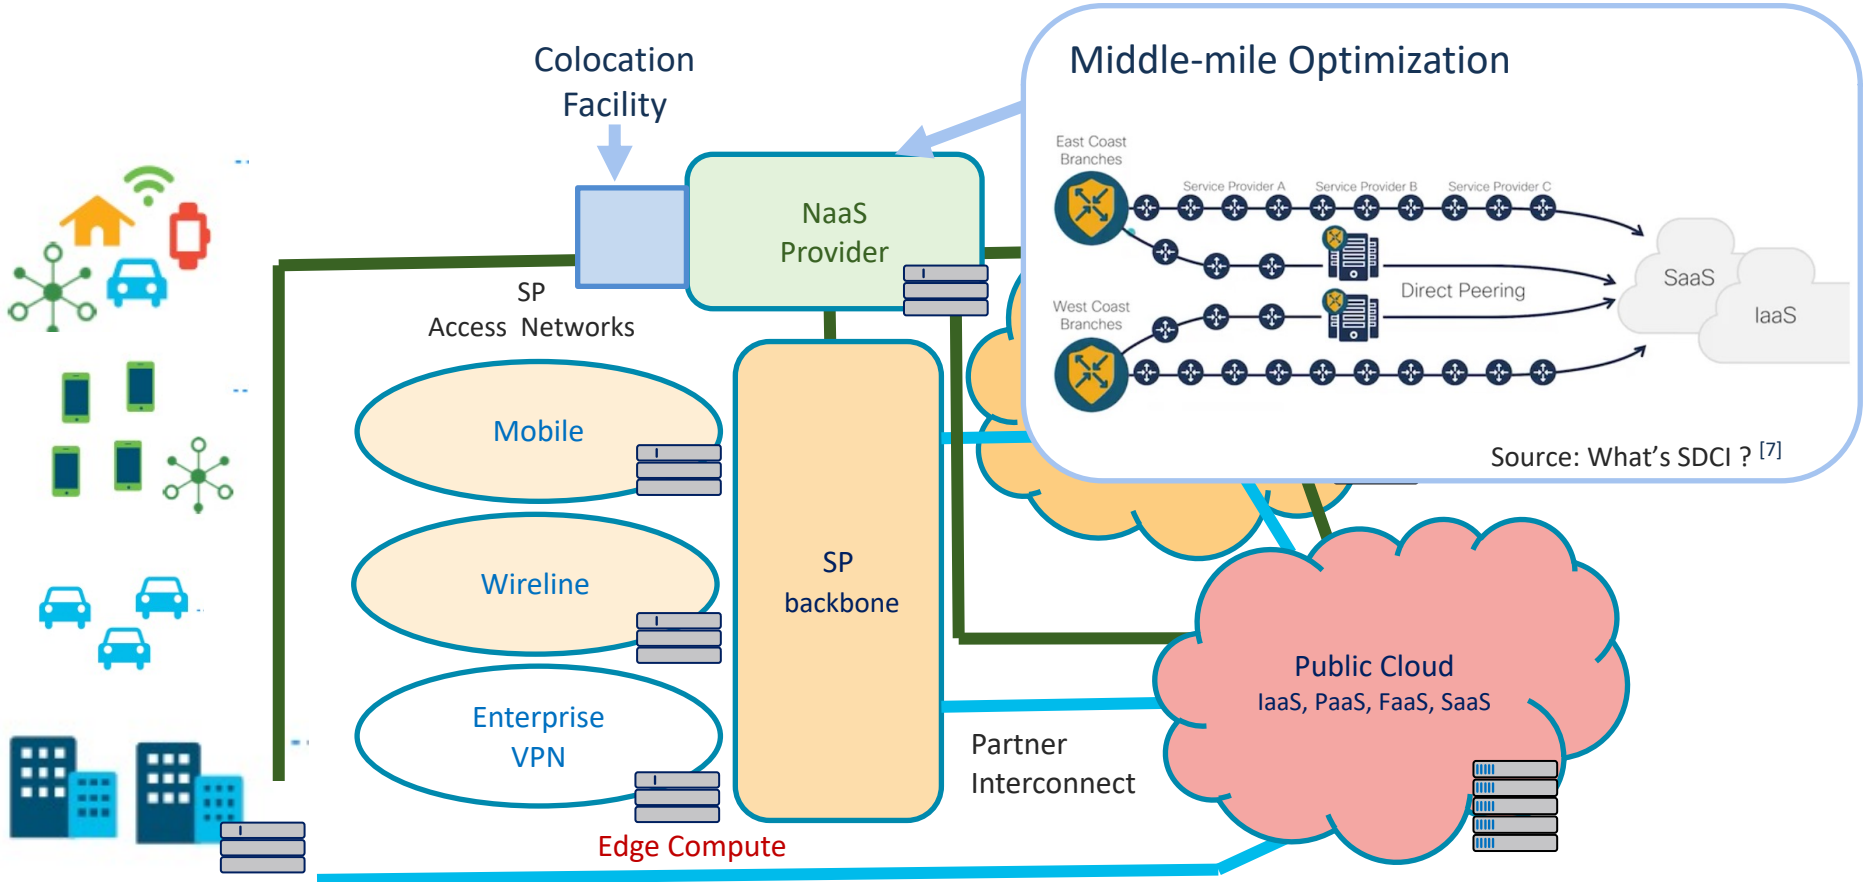 Colocation
Facility
Middle-mile Optimization
East Coast
Branches
Service Provider A
Service Provider B
Service Provider C
NaaS
Provider
SP
Access Networks
Direct Peering
SaaS
IaaS
West Coast
Branches
Mobile
Source: What's SDCI ? [7]
Wireline
SP
backbone
Public Cloud
IaaS, PaaS, FaaS, SaaS
Enterprise
VPN
Partner
Interconnect
Edge Compute